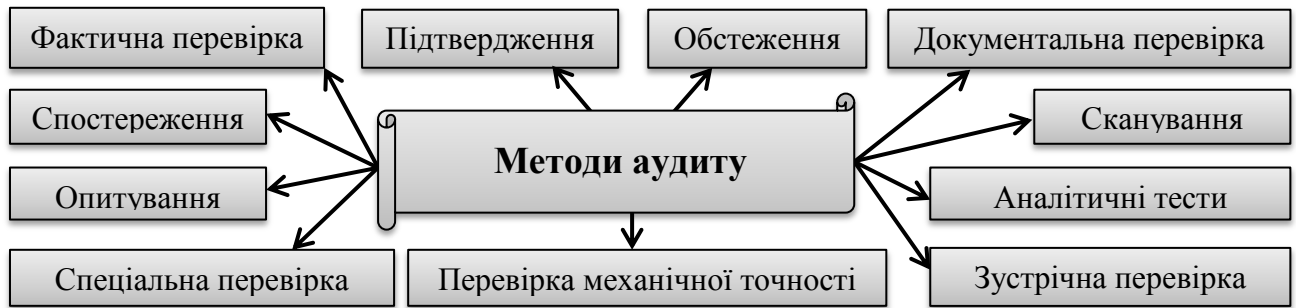 Фактична перевірка
Підтвердження
Обстеження
Документальна перевірка
Спостереження
Сканування
Методи аудиту
Опитування
Аналітичні тести
Спеціальна перевірка
Перевірка механічної точності
Зустрічна перевірка